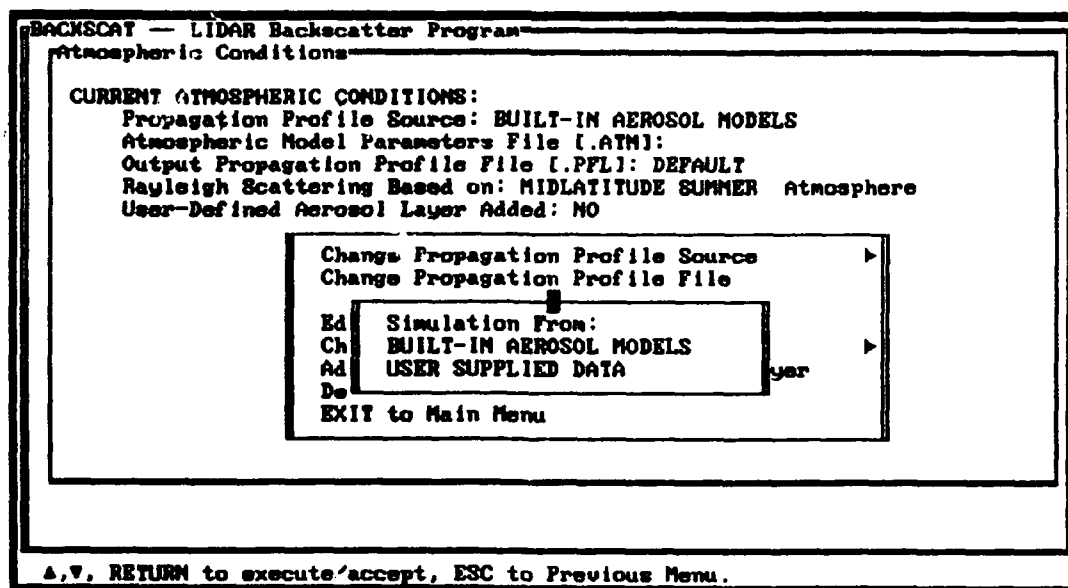 BACKSCAT — LIDAR Backscatter Program
Atmospheric Conditions
CURRENT ATMOSPHERIC CONDITIONS:
Propagation Profile Source: BUILT-IN AEROSOL MODELS
Atmospheric Model Parameters File [.ATM]:
Output Propagation Profile File [.PFL]: DEFAULT
Rayleigh Scattering Based on: MIDLATITUDE SUMMER Atmosphere
User-Defined Aerosol Layer Added: NO
Change Propagation Profile Source ►
Change Propagation Profile File
Ed Simulation From:
Ch BUILT-IN AEROSOL MODELS ►
Ad USER SUPPLIED DATA yer
De
EXIT to Main Menu
▲,▼, RETURN to execute/accept, ESC to Previous Menu.